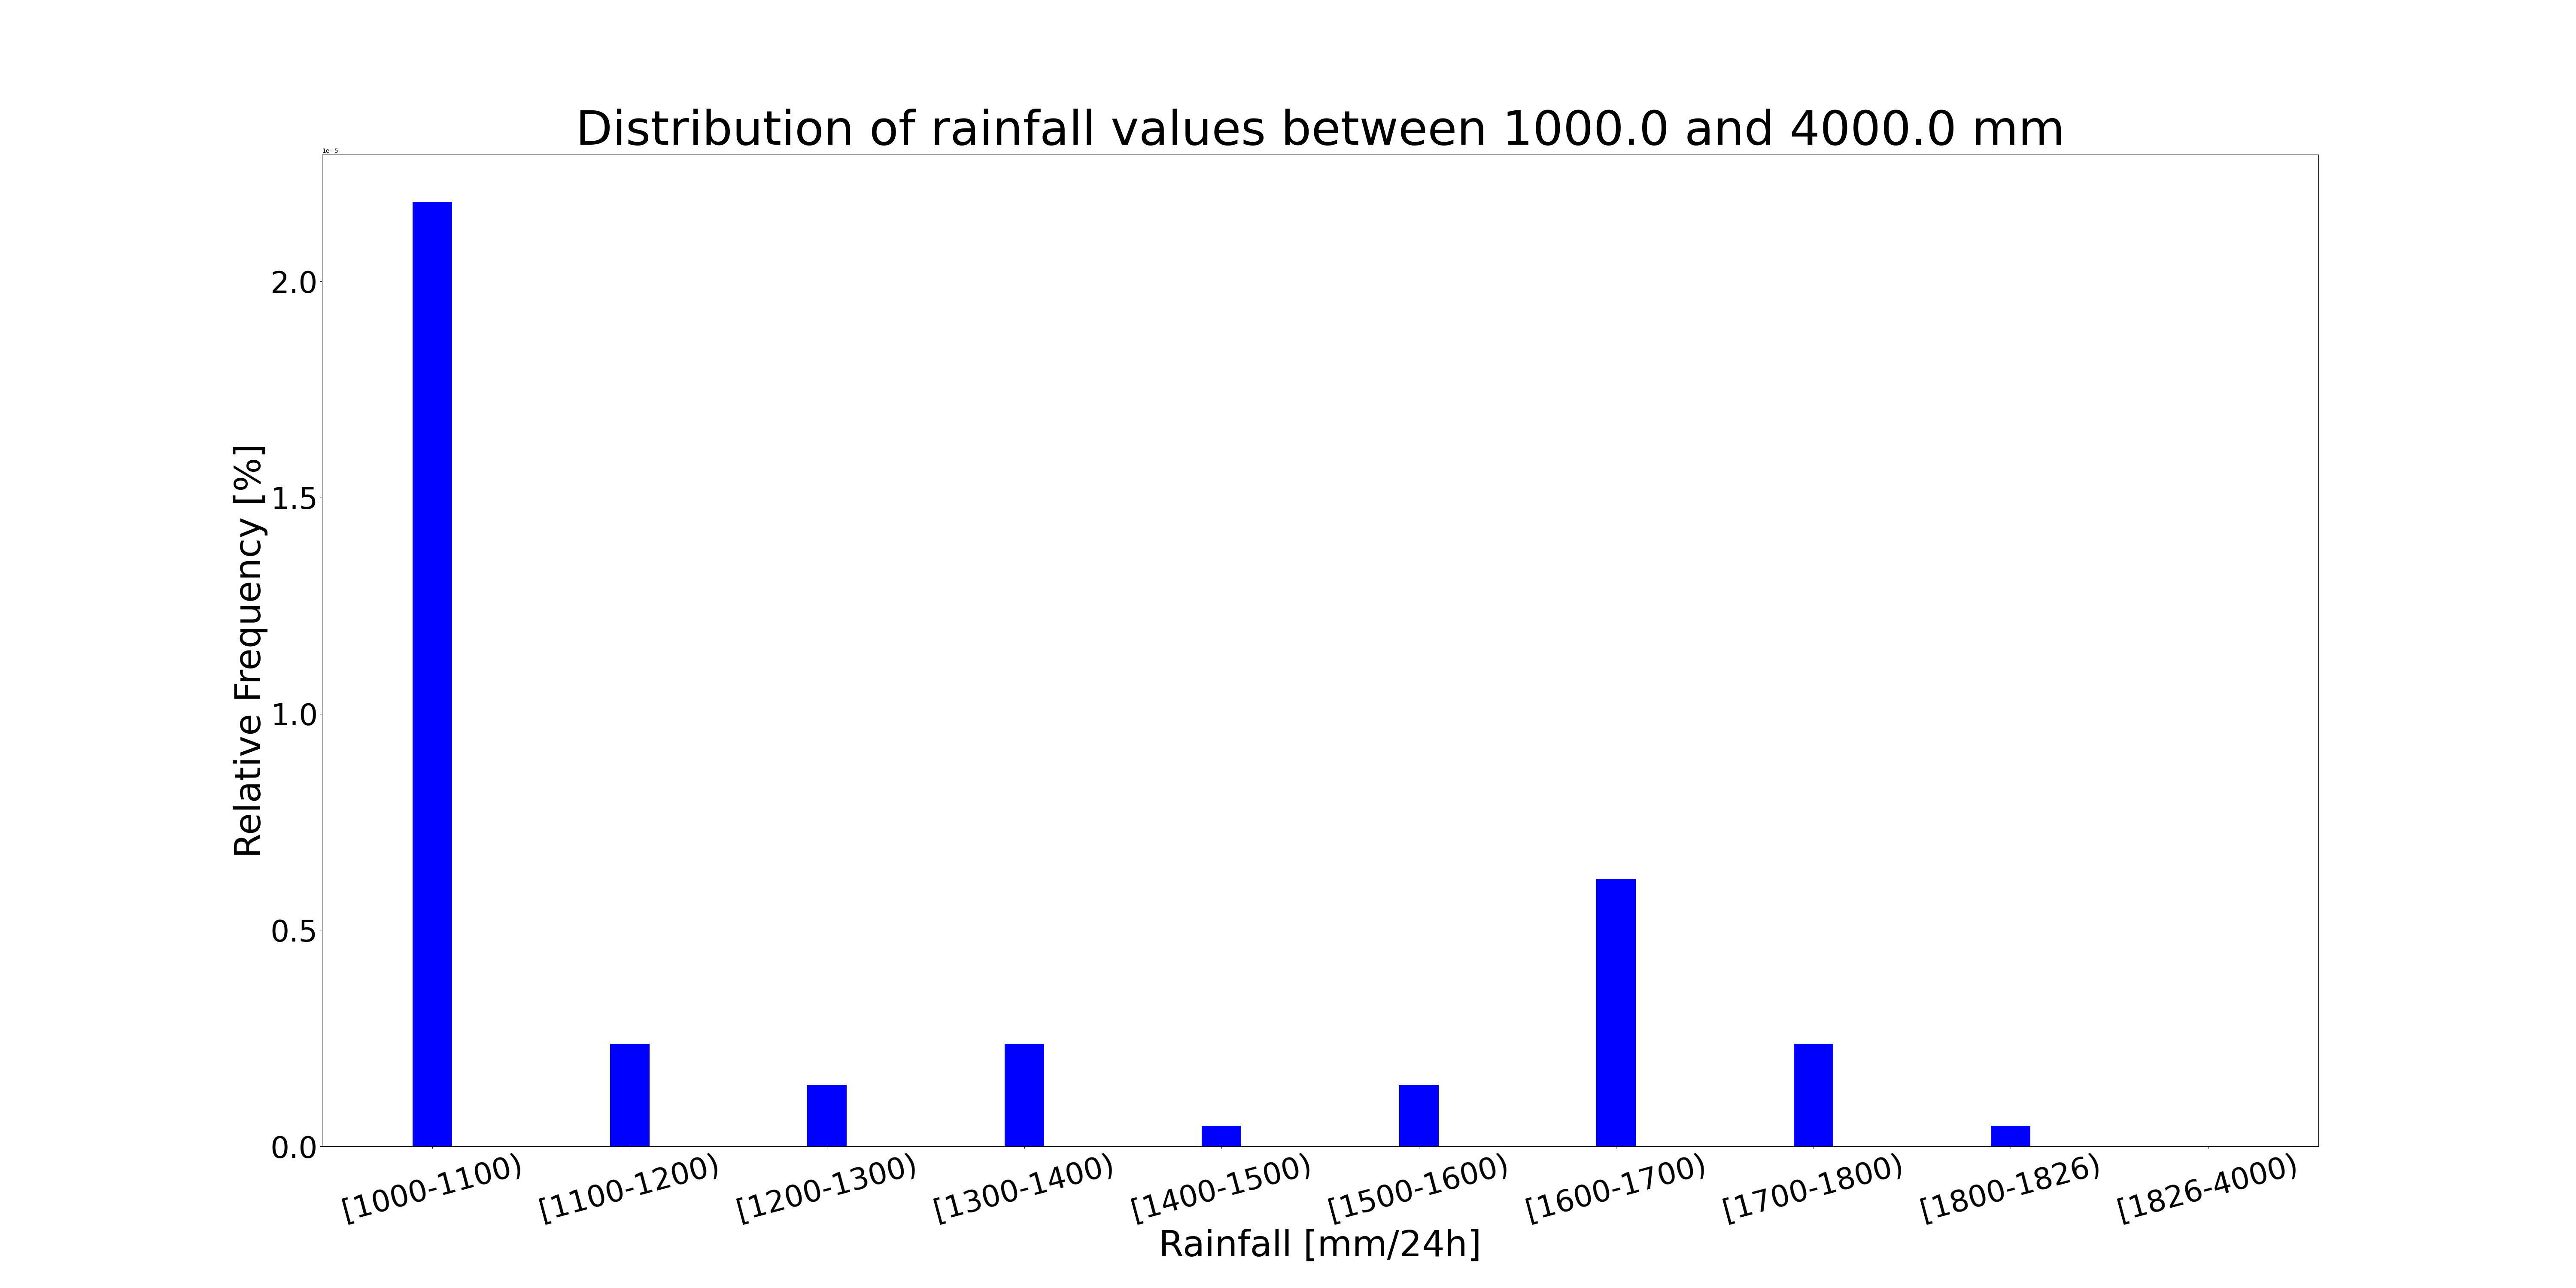 Distribution of rainfall values between 1000.0 and 4000.0 mm
1e−5
2.0
1.5
1.0
0.5
0.0
Relative Frequency [%]
[1000-1100) [1100-1200) [1200-1300) [1300-1400) [1400-1500) [1500-1600) [1600-1700) [1700-1800) [1800-1826) [1826-4000)
Rainfall [mm/24h]